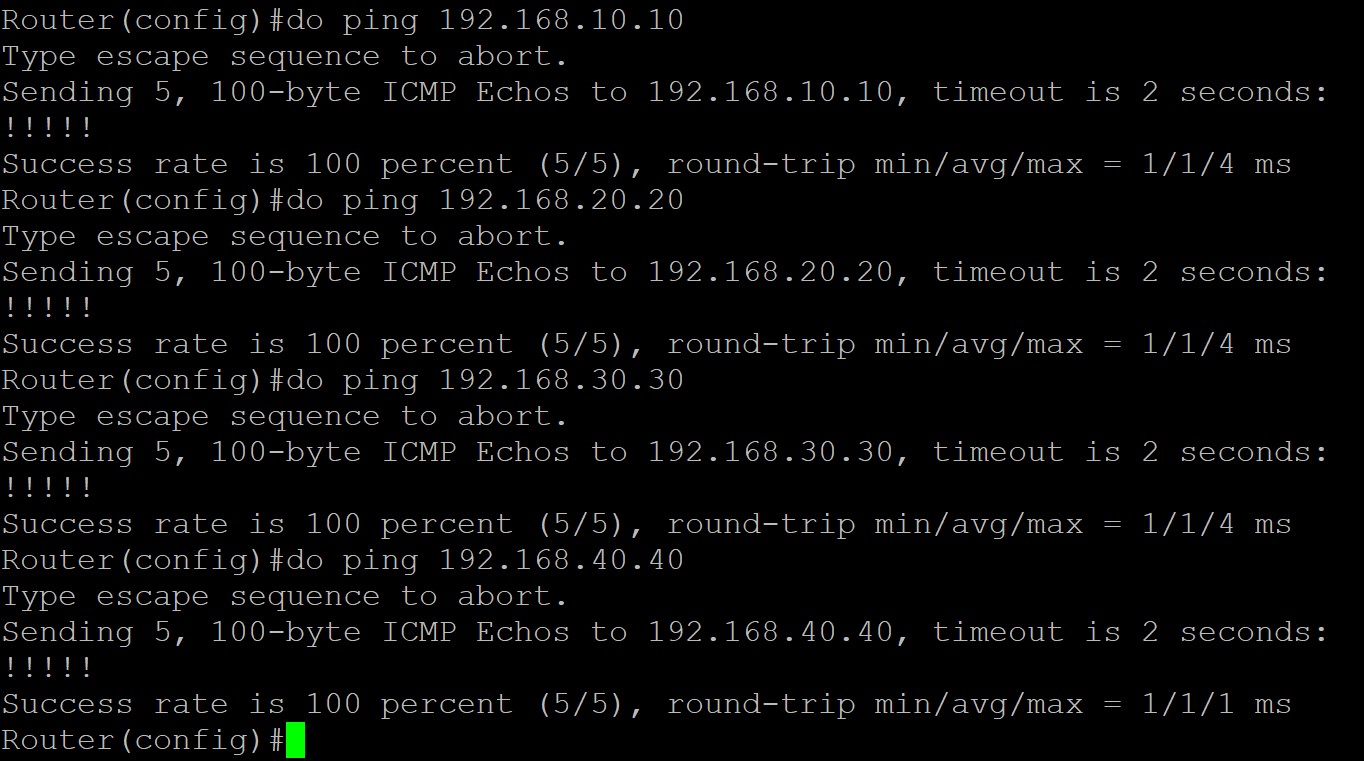 Router(config)#do ping 192.168.10.10
Type escape sequence to abort.
Sending 5, 100-byte ICMP Echos to 192.168.10.10, timeout is 2 seconds:
!!!!!
Success rate is 100 percent (5/5), round-trip min/avg/max = 1/1/4 ms
Router(config)#do ping 192.168.20.20
Type escape sequence to abort.
Sending 5, 100-byte ICMP Echos to 192.168.20.20, timeout is 2 seconds:
!!!!!
Success rate is 100 percent (5/5), round-trip min/avg/max = 1/1/4 ms
Router(config)#do ping 192.168.30.30
Type escape sequence to abort.
Sending 5, 100-byte ICMP Echos to 192.168.30.30, timeout is 2 seconds:
!!!!!
Success rate is 100 percent (5/5), round-trip min/avg/max = 1/1/4 ms
Router(config)#do ping 192.168.40.40
Type escape sequence to abort.
Sending 5, 100-byte ICMP Echos to 192.168.40.40, timeout is 2 seconds:
!!!!!
Success rate is 100 percent (5/5), round-trip min/avg/max = 1/1/1 ms
Router(config)#